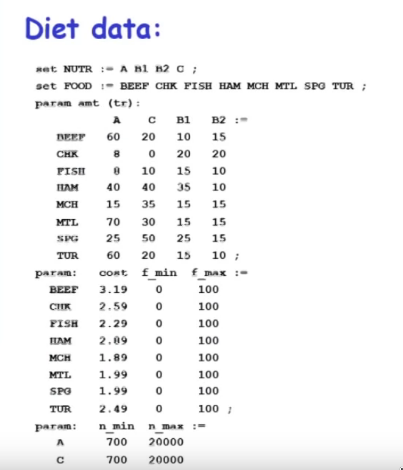 Diet data:
set NUTR := A B1 B2 C ;
set FOOD := BEEF CHK FISH HAM MCH MTL SPG TUR ;
param amt (tr):
A C B1 B2 :=
BEEF 60 20 10 15
CHK 8 0 20 20
FISH 8 10 15 10
HAM 40 40 35 10
MCH 15 35 15 15
MTL 70 30 15 15
SPG 25 50 25 15
TUR 60 20 15 10 ;
param: cost f_min f_max :=
BEEF 3.19 0 100
CHK 2.59 0 100
FISH 2.29 0 100
HAM 2.89 0 100
MCH 1.89 0 100
MTL 1.99 0 100
SPG 1.99 0 100
TUR 2.49 0 100 ;
param: n_min n_max :=
A 700 20000
C 700 20000